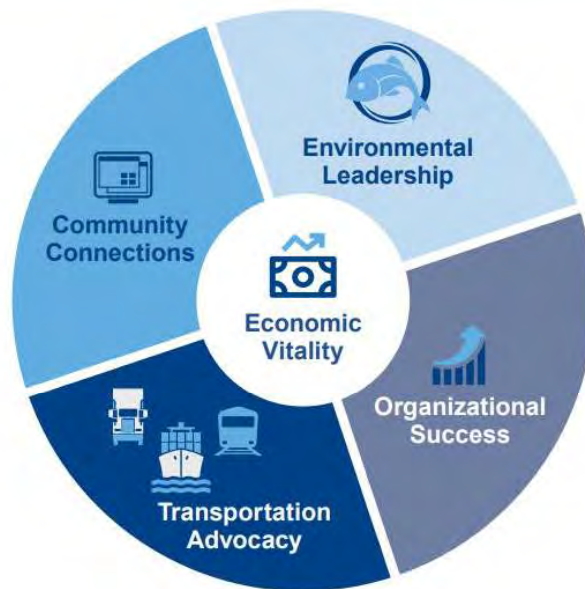 Environmental
Leadership
Community
Connections
Economic
Vitality
Organizational
Success
Transportation
Advocacy